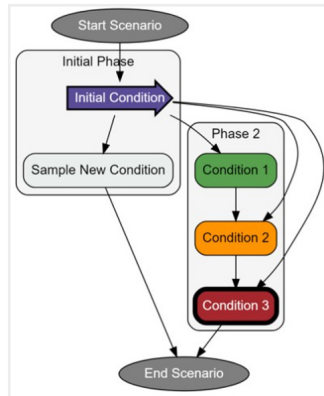 Start Scenario
Initial Phase
Initial Condition
Sample New Condition
Phase 2
Condition 1
Condition 2
Condition 3
End Scenario